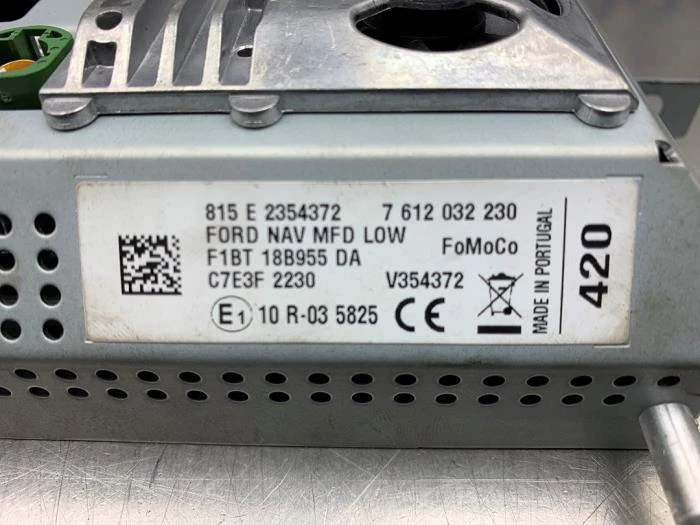 815 E 2354372 7 612 032 230
FORD NAV MFD LOW
FoMoCo
F1BT 18B955 DA
C7E3F 2230 V354372
E1 10 R-03 5825 CE
MADE IN PORTUGAL
420